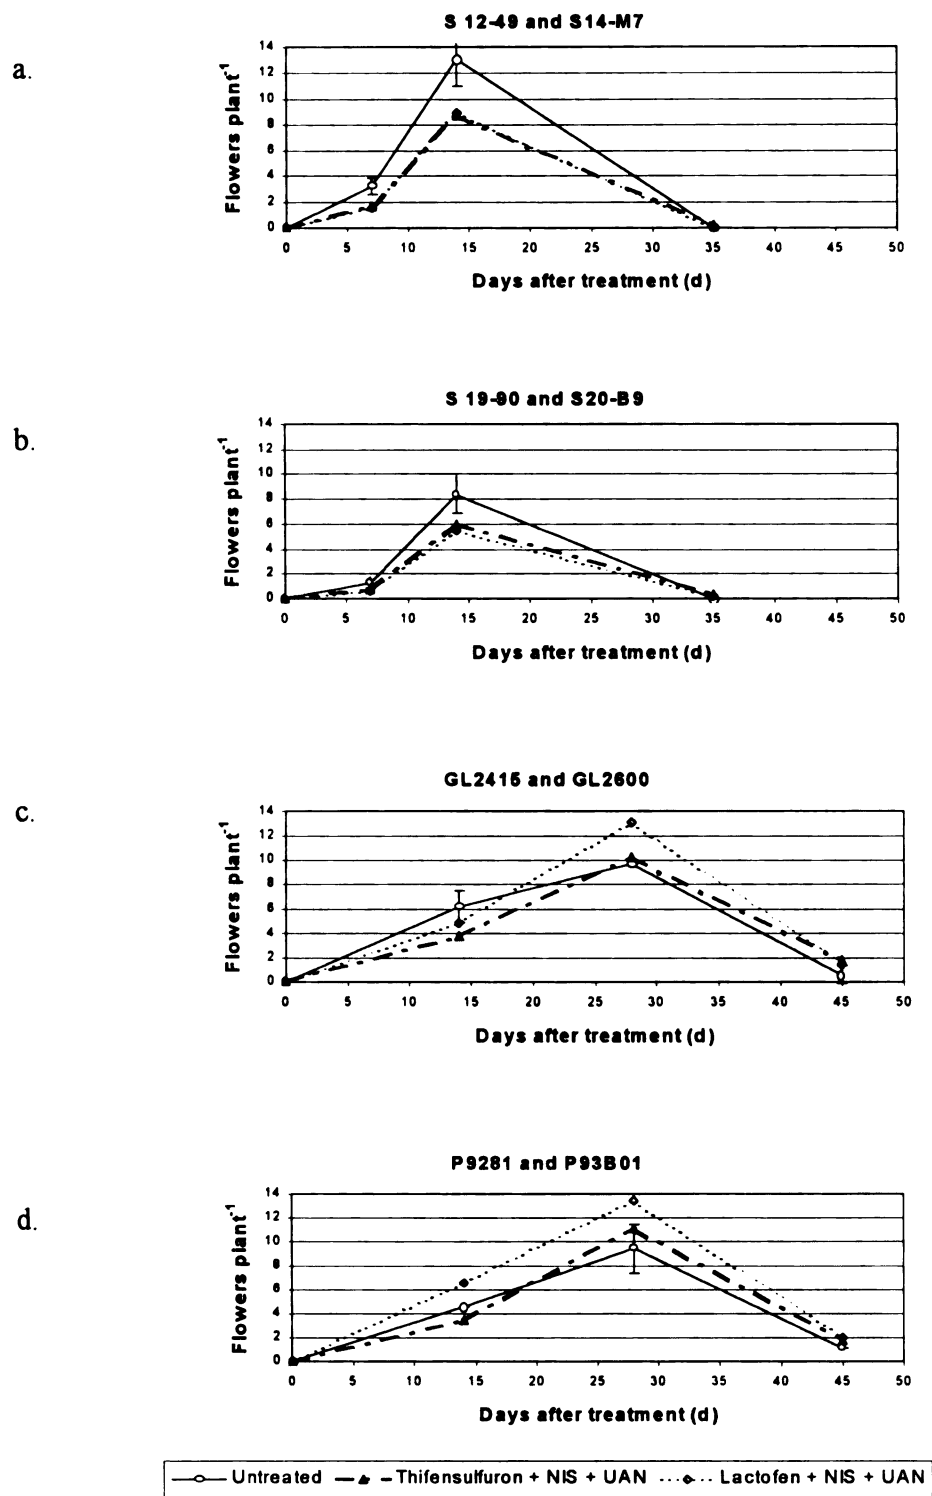 a.
S 12-49 and S14-M7
Flowers plant⁻¹
14
12
10
8
6
4
2
0
0 5 10 15 20 25 30 35 40 45 50
Days after treatment (d)
b.
S 19-90 and S20-B9
Flowers plant⁻¹
14
12
10
8
6
4
2
0
0 5 10 15 20 25 30 35 40 45 50
Days after treatment (d)
c.
GL2415 and GL2600
Flowers plant⁻¹
14
12
10
8
6
4
2
0
0 5 10 15 20 25 30 35 40 45 50
Days after treatment (d)
d.
P9281 and P93B01
Flowers plant⁻¹
14
12
10
8
6
4
2
0
0 5 10 15 20 25 30 35 40 45 50
Days after treatment (d)
Untreated Thifensulfuron + NIS + UAN Lactofen + NIS + UAN